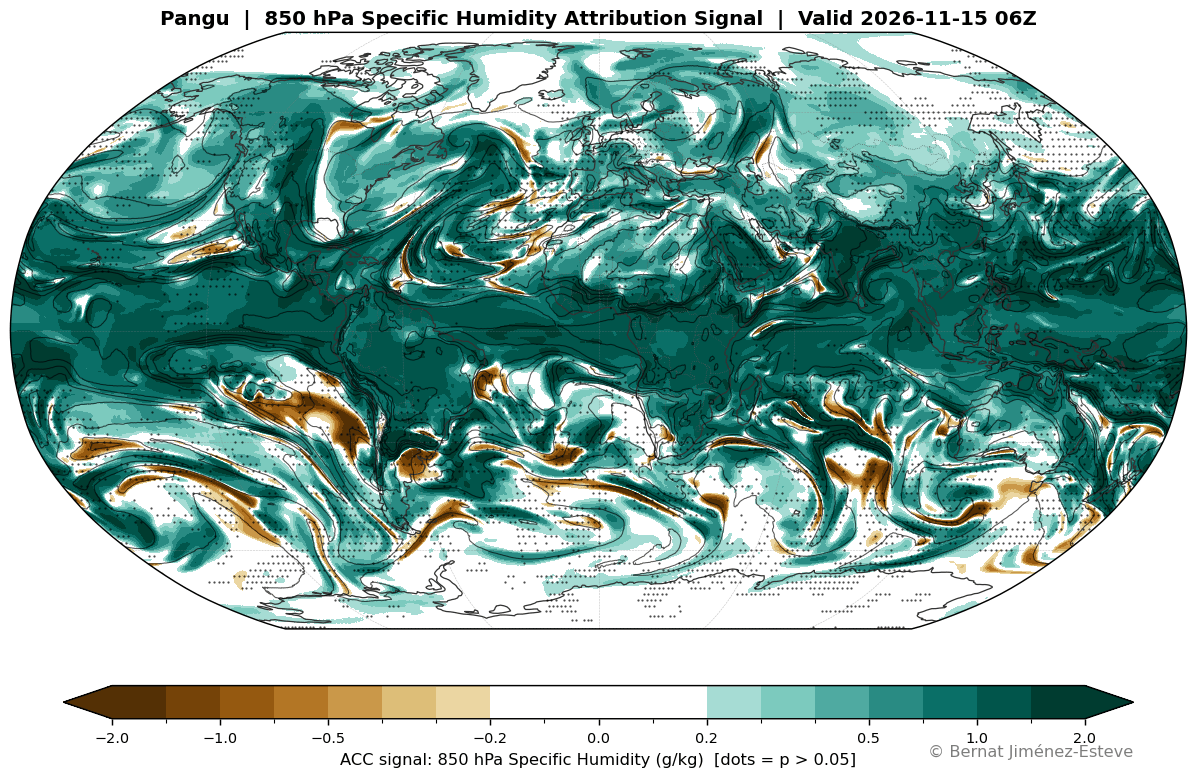 Pangu | 850 hPa Specific Humidity Attribution Signal | Valid 2026-11-15 06Z
−2.0 −1.0 −0.5 −0.2 0.0 0.2 0.5 1.0 2.0
ACC signal: 850 hPa Specific Humidity (g/kg) [dots = p > 0.05]
© Bernat Jiménez-Esteve